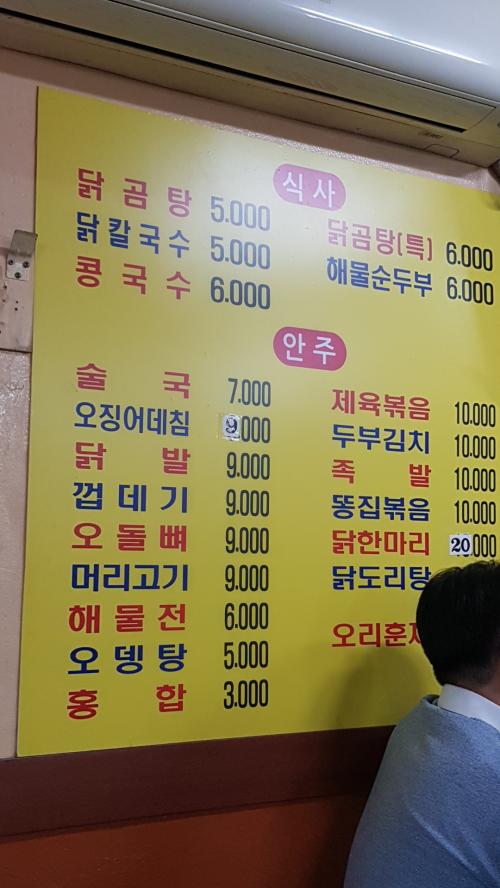 식사
닭곰탕 5.000
닭칼국수 5.000
콩국수 6.000
닭곰탕(특) 6.000
해물순두부 6.000
안주
술국 7.000
오징어데침 9.000
닭발 9.000
껍데기 9.000
오돌뼈 9.000
머리고기 9.000
해물전 6.000
오뎅탕 5.000
홍합 3.000
제육볶음 10.000
두부김치 10.000
족발 10.000
똥집볶음 10.000
닭한마리 20.000
닭도리탕